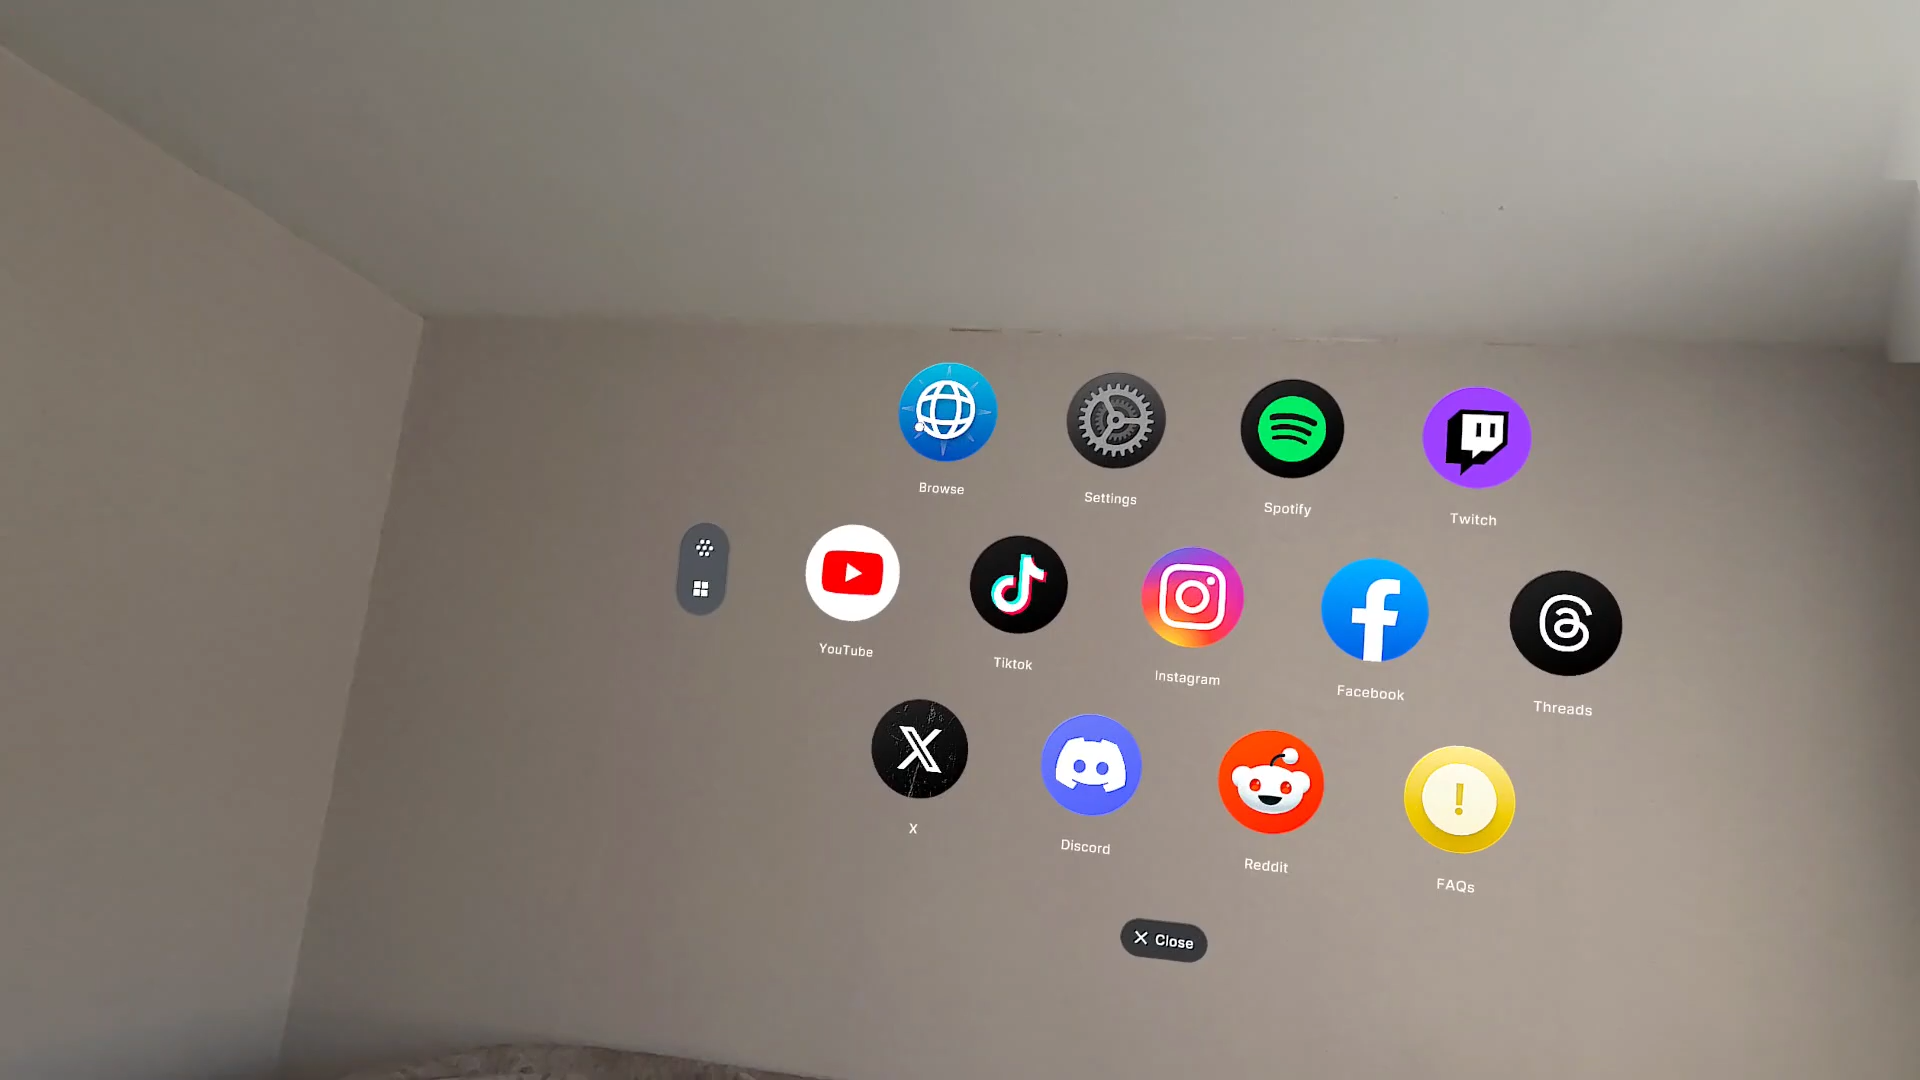 Browse
Settings
Spotify
Twitch
YouTube
Tiktok
Instagram
Facebook
Threads
X
Discord
Reddit
FAQs
Close